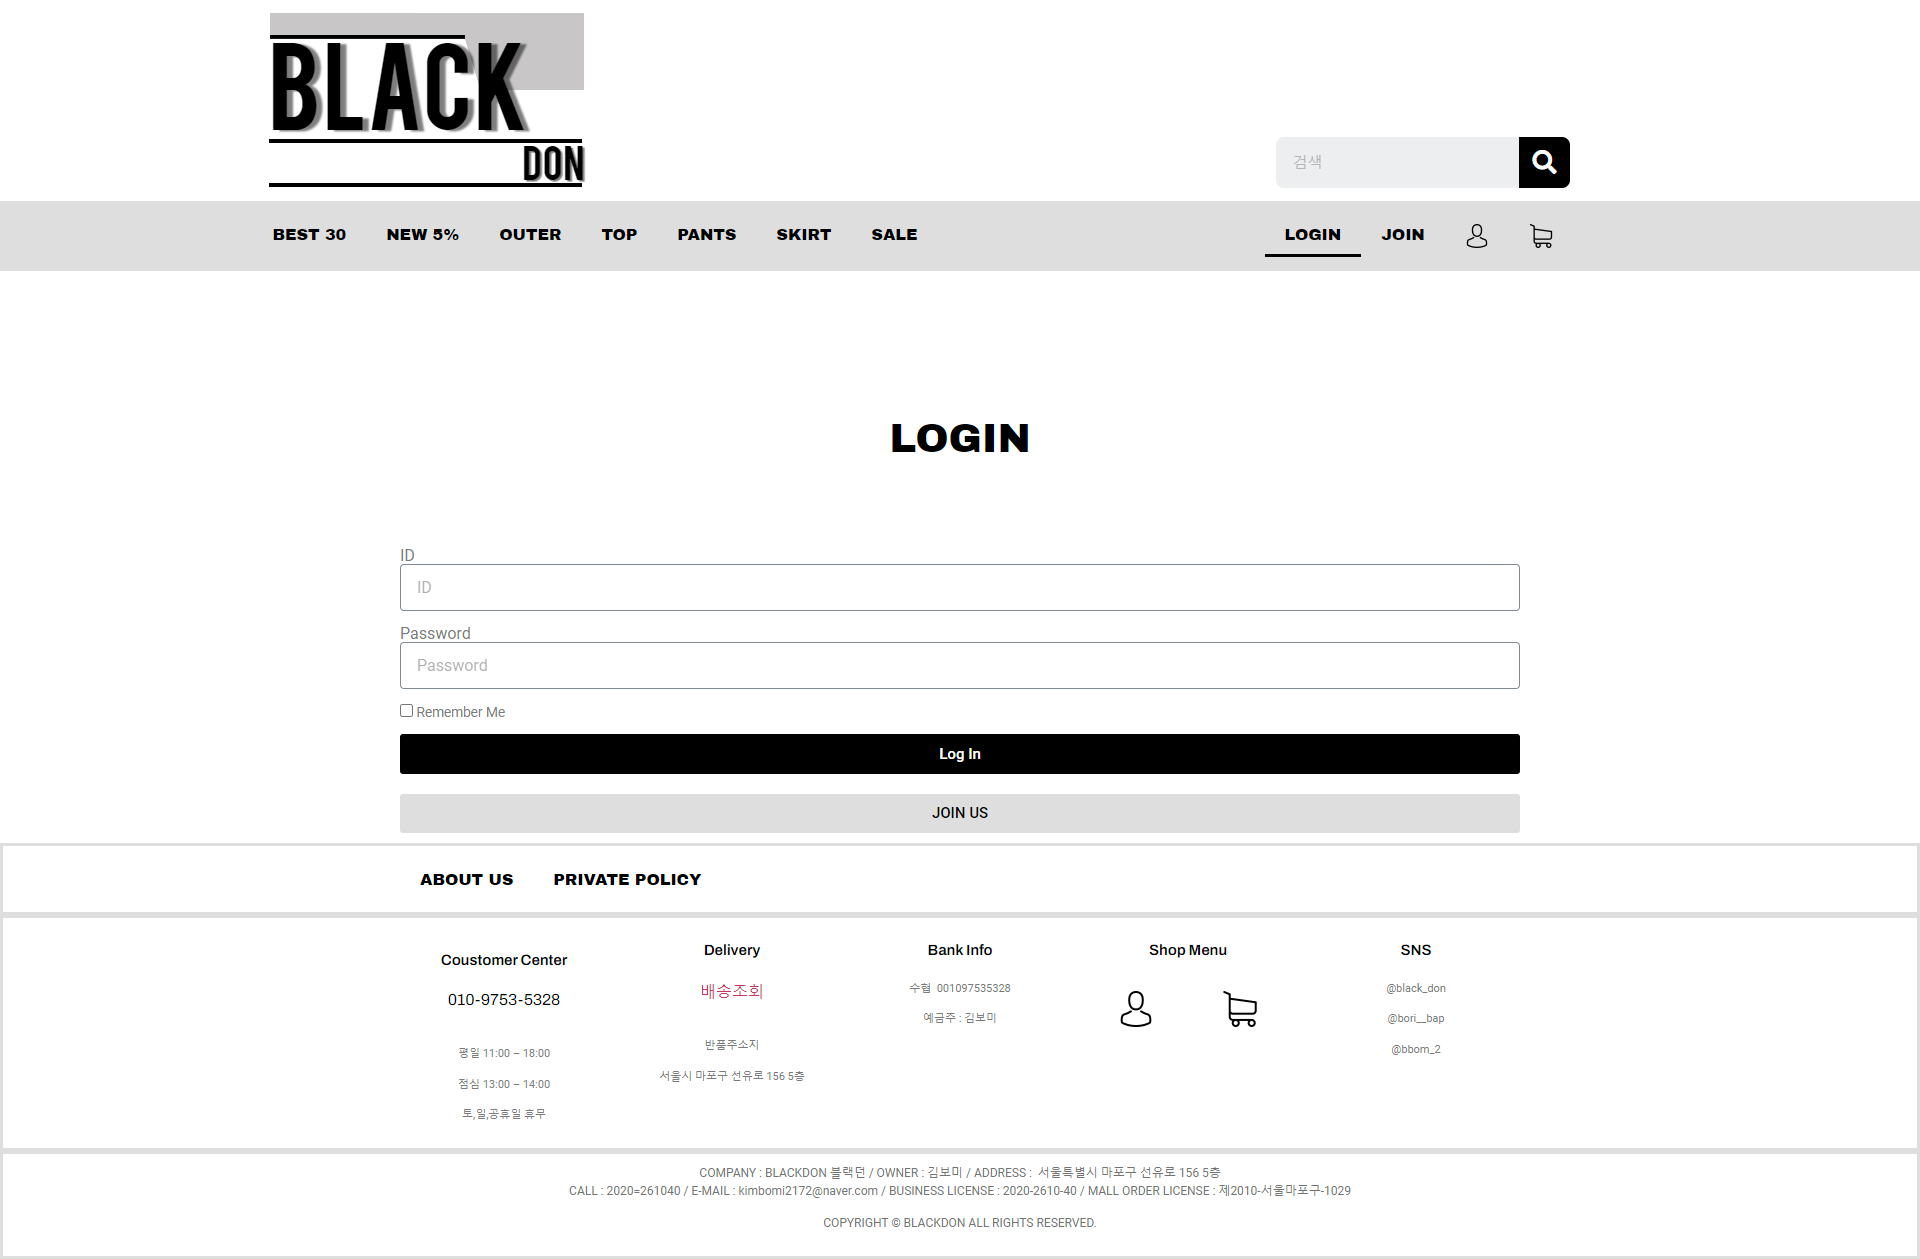 BLACK
DON
검색
BEST 30 NEW 5% OUTER TOP PANTS SKIRT SALE LOGIN JOIN
LOGIN
ID
ID
Password
Password
Remember Me
Log In
JOIN US
ABOUT US PRIVATE POLICY
Coustomer Center
010-9753-5328
평일 11:00 – 18:00
점심 13:00 – 14:00
토,일,공휴일 휴무
Delivery
배송조회
반품주소지
서울시 마포구 선유로 156 5층
Bank Info
수협 001097535328
예금주 : 김보미
Shop Menu
SNS
@black_don
@bori__bap
@bbom_2
COMPANY : BLACKDON 블랙던 / OWNER : 김보미 / ADDRESS : 서울특별시 마포구 선유로 156 5층
CALL : 2020=261040 / E-MAIL : kimbomi2172@naver.com / BUSINESS LICENSE : 2020-2610-40 / MALL ORDER LICENSE : 제2010-서울마포구-1029
COPYRIGHT © BLACKDON ALL RIGHTS RESERVED.